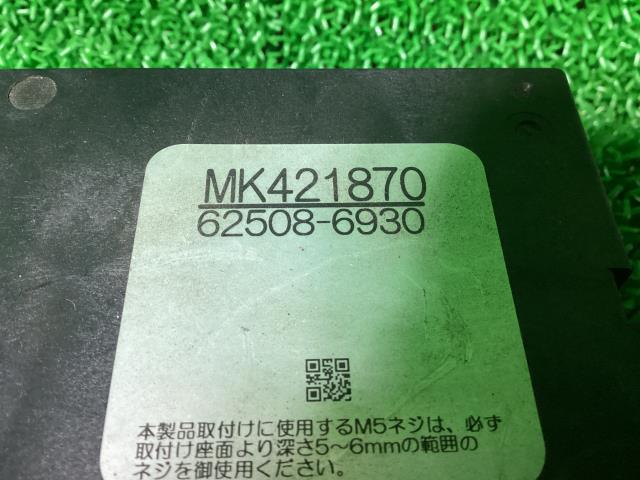 MK421870
62508-6930
本製品取付けに使用するM5ネジは、必ず
取付け座面より深さ5～6mmの範囲の
ネジを御使用ください。